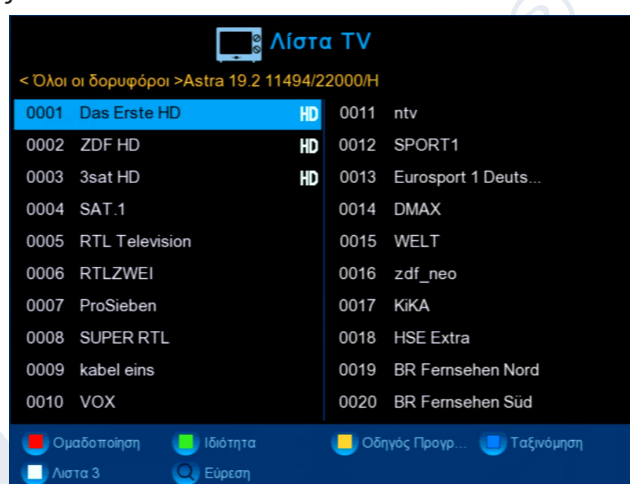 Λίστα TV
< Όλοι οι δορυφόροι >Astra 19.2 11494/22000/H
0001 Das Erste HD HD
0002 ZDF HD HD
0003 3sat HD HD
0004 SAT.1
0005 RTL Television
0006 RTLZWEI
0007 ProSieben
0008 SUPER RTL
0009 kabel eins
0010 VOX
0011 ntv
0012 SPORT1
0013 Eurosport 1 Deuts...
0014 DMAX
0015 WELT
0016 zdf_neo
0017 KiKA
0018 HSE Extra
0019 BR Fernsehen Nord
0020 BR Fernsehen Süd
Ομαδοποίηση Ιδιότητα Οδηγός Προγρ... Ταξινόμηση
Λιστα 3 Εύρεση